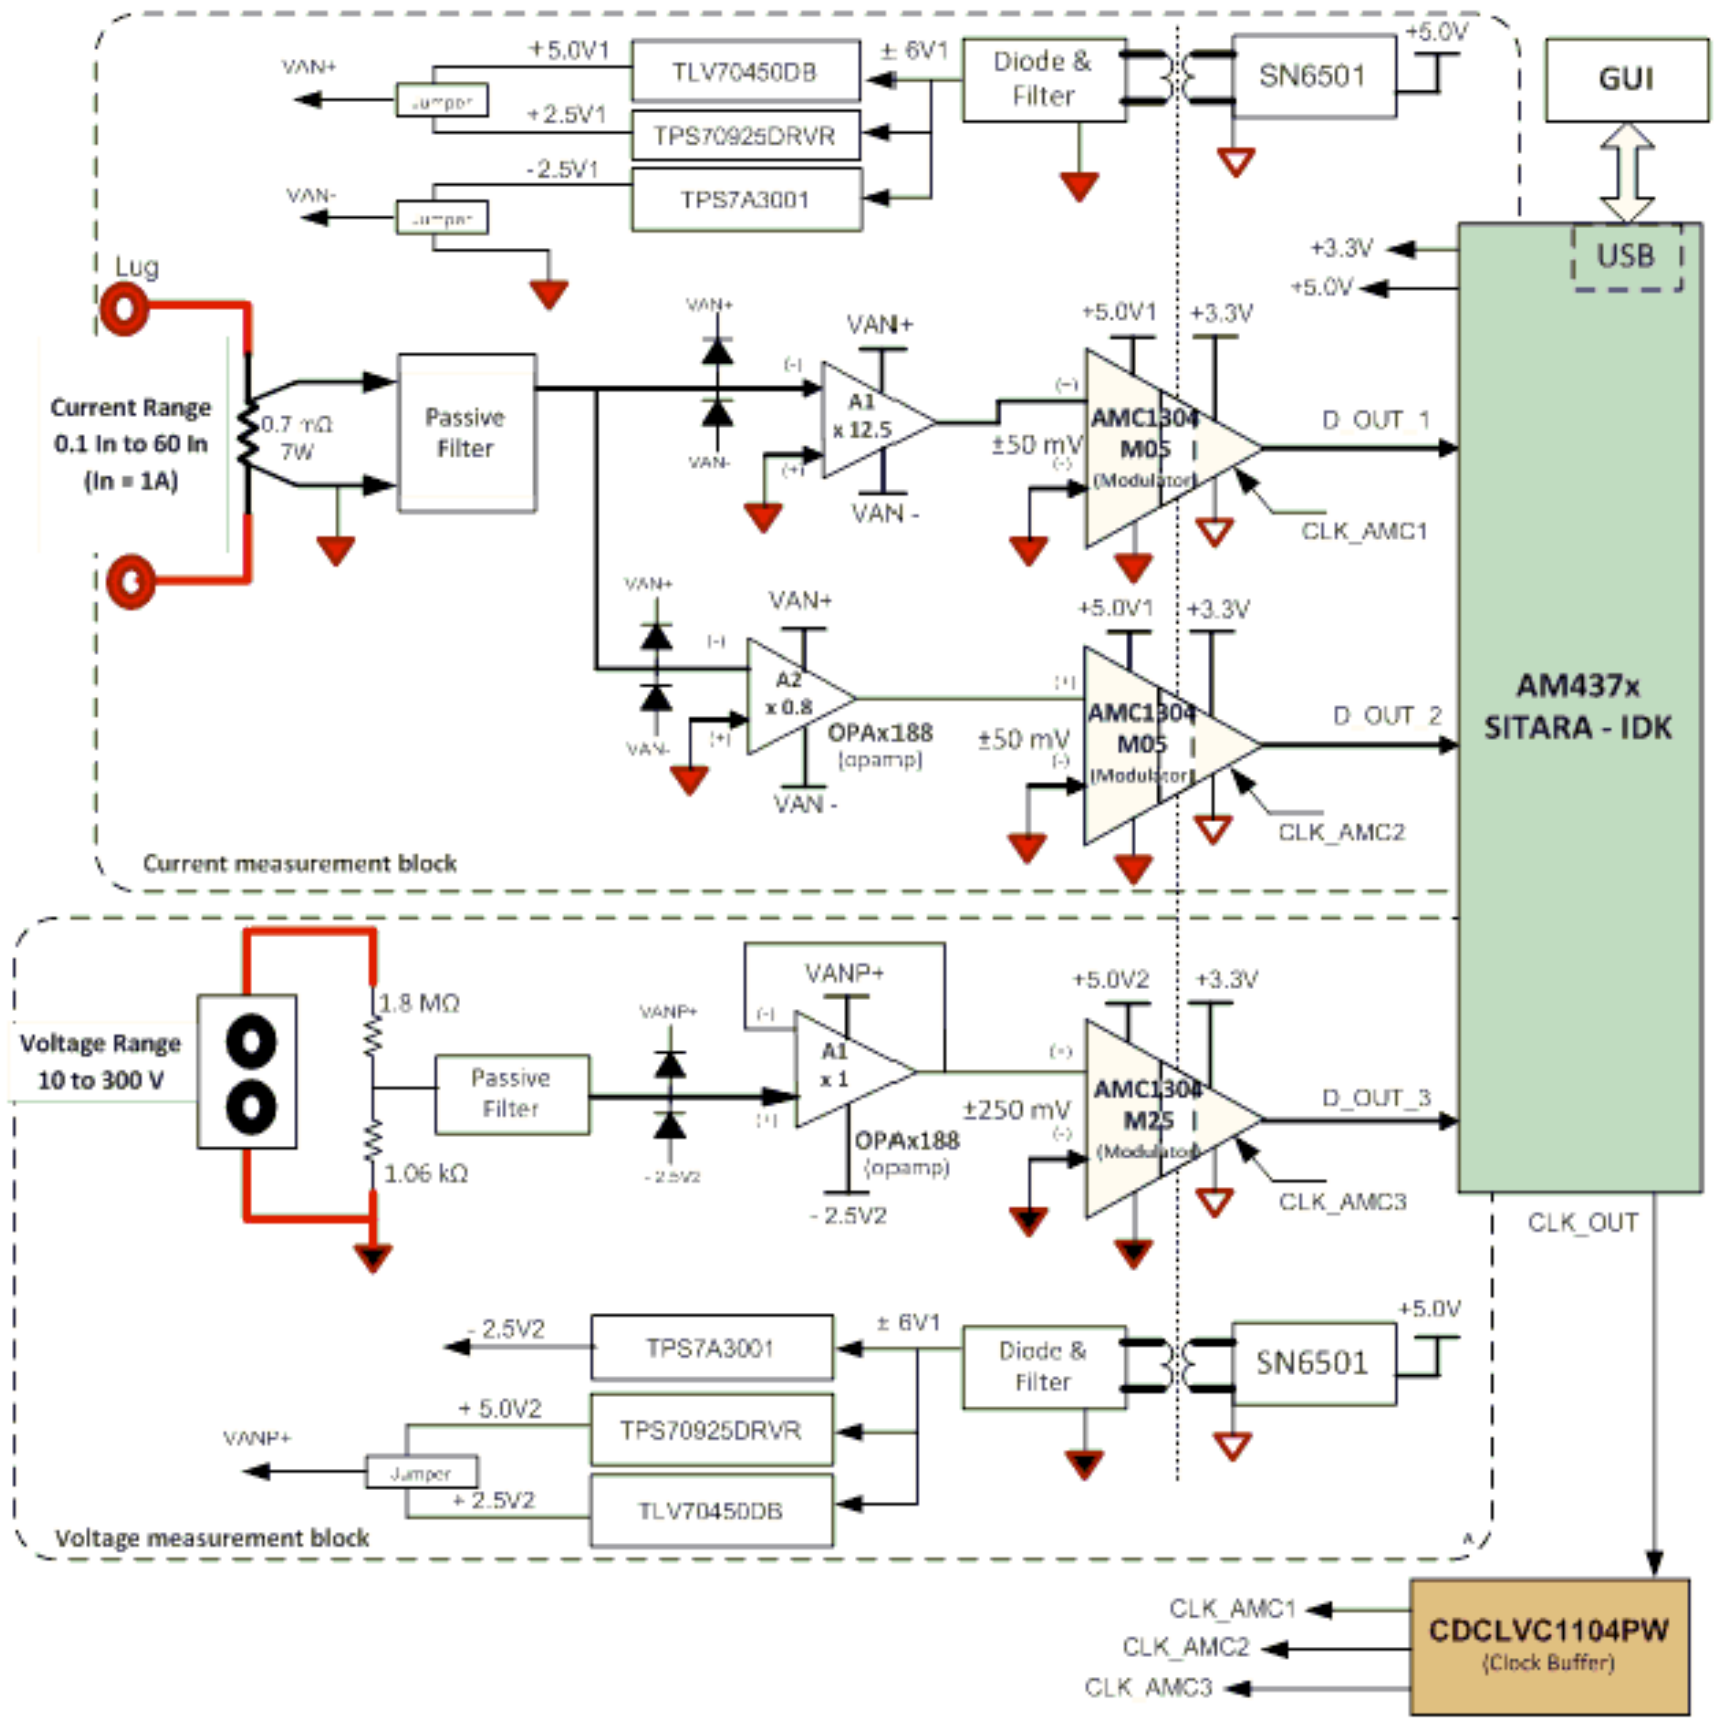 +5.0V
VAN+
+5.0V1
TLV70450DB
± 6V1
Diode &
Filter
SN6501
GUI
Jumper
+2.5V1
TPS70925DRVR
VAN-
-2.5V1
TPS7A3001
Jumper
USB
+3.3V
+5.0V
Lug
VAN+
VAN+
+5.0V1
+3.3V
Current Range
0.1 In to 60 In
(In = 1A)
0.7 mΩ
7W
Passive
Filter
(-)
A1
x 12.5
(+)
VAN-
VAN -
±50 mV
(-)
AMC1304
M05
(Modulator)
D_OUT_1
CLK_AMC1
VAN+
VAN+
+5.0V1
+3.3V
(-)
A2
x 0.8
(+)
VAN-
VAN -
OPAx188
(opamp)
(+)
±50 mV
(-)
AMC1304
M05
(Modulator)
D_OUT_2
CLK_AMC2
AM437x
SITARA - IDK
Current measurement block
Voltage Range
10 to 300 V
1.8 MΩ
1.06 kΩ
Passive
Filter
VANP+
- 2.5V2
VANP+
(-)
A1
x 1
(+)
OPAx188
(opamp)
- 2.5V2
+5.0V2
+3.3V
±250 mV
(-)
AMC1304
M25
(Modulator)
D_OUT_3
CLK_AMC3
CLK_OUT
- 2.5V2
TPS7A3001
± 6V1
Diode &
Filter
SN6501
+5.0V
+ 5.0V2
TPS70925DRVR
VANP+
Jumper
+ 2.5V2
TLV70450DB
Voltage measurement block
CLK_AMC1
CLK_AMC2
CLK_AMC3
CDCLVC1104PW
(Clock Buffer)